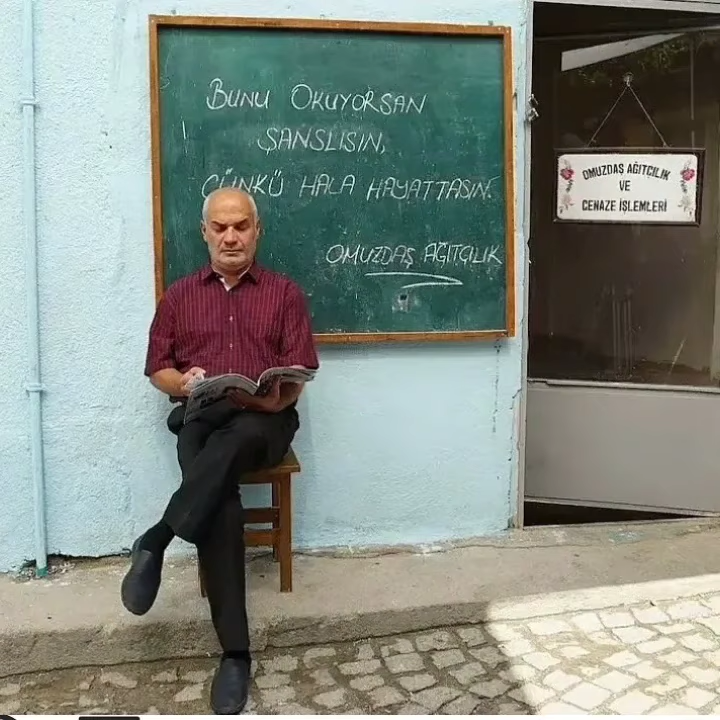 BUNU OKUYORSAN
ŞANSLISIN,
ÇÜNKÜ HALA HAYATTASIN.
OMUZDAŞ AĞITÇILIK
OMUZDAŞ AĞITÇILIK
VE
CENAZE İŞLEMLERİ